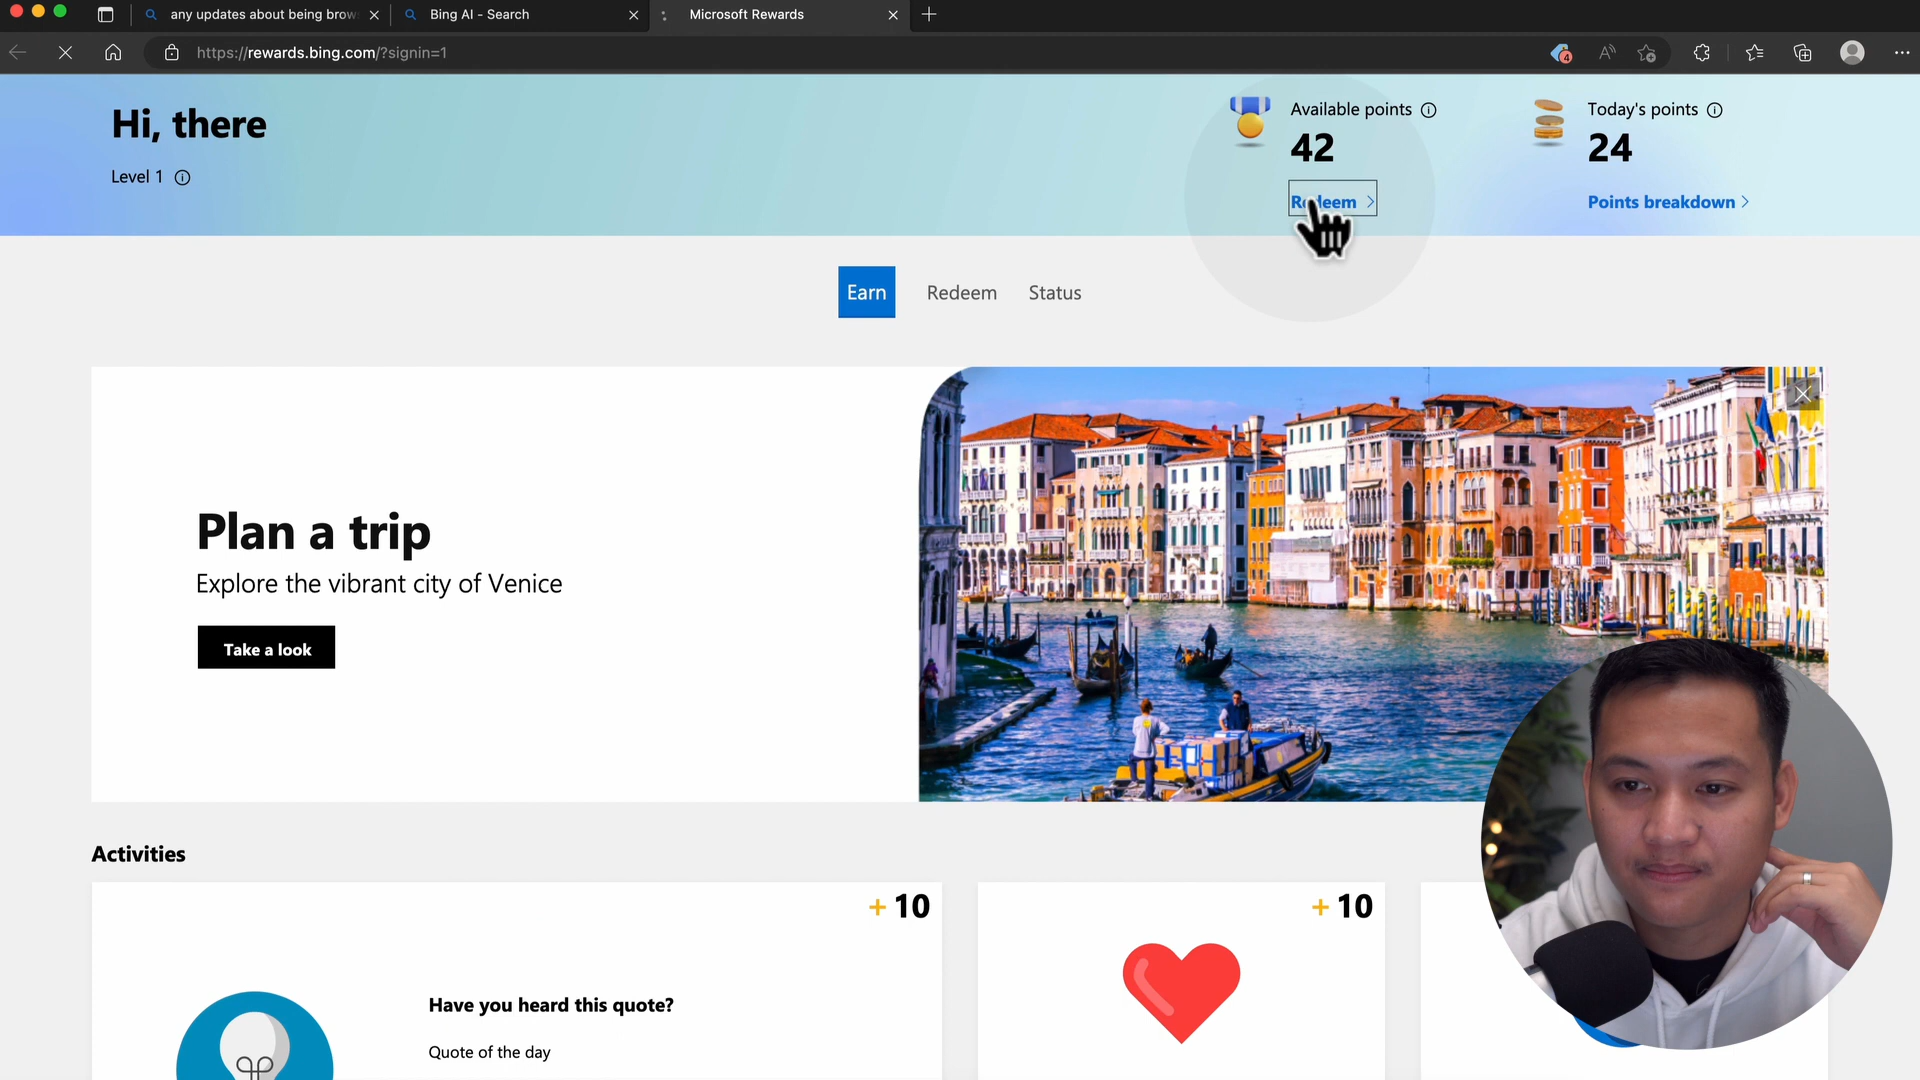 any updates about being brow
Bing AI - Search
Microsoft Rewards
https://rewards.bing.com/?signin=1
4
Hi, there
Level 1
Available points
42
Redeem
Today's points
24
Points breakdown
Earn
Redeem
Status
Plan a trip
Explore the vibrant city of Venice
Take a look
Activities
+ 10
+ 10
Have you heard this quote?
Quote of the day